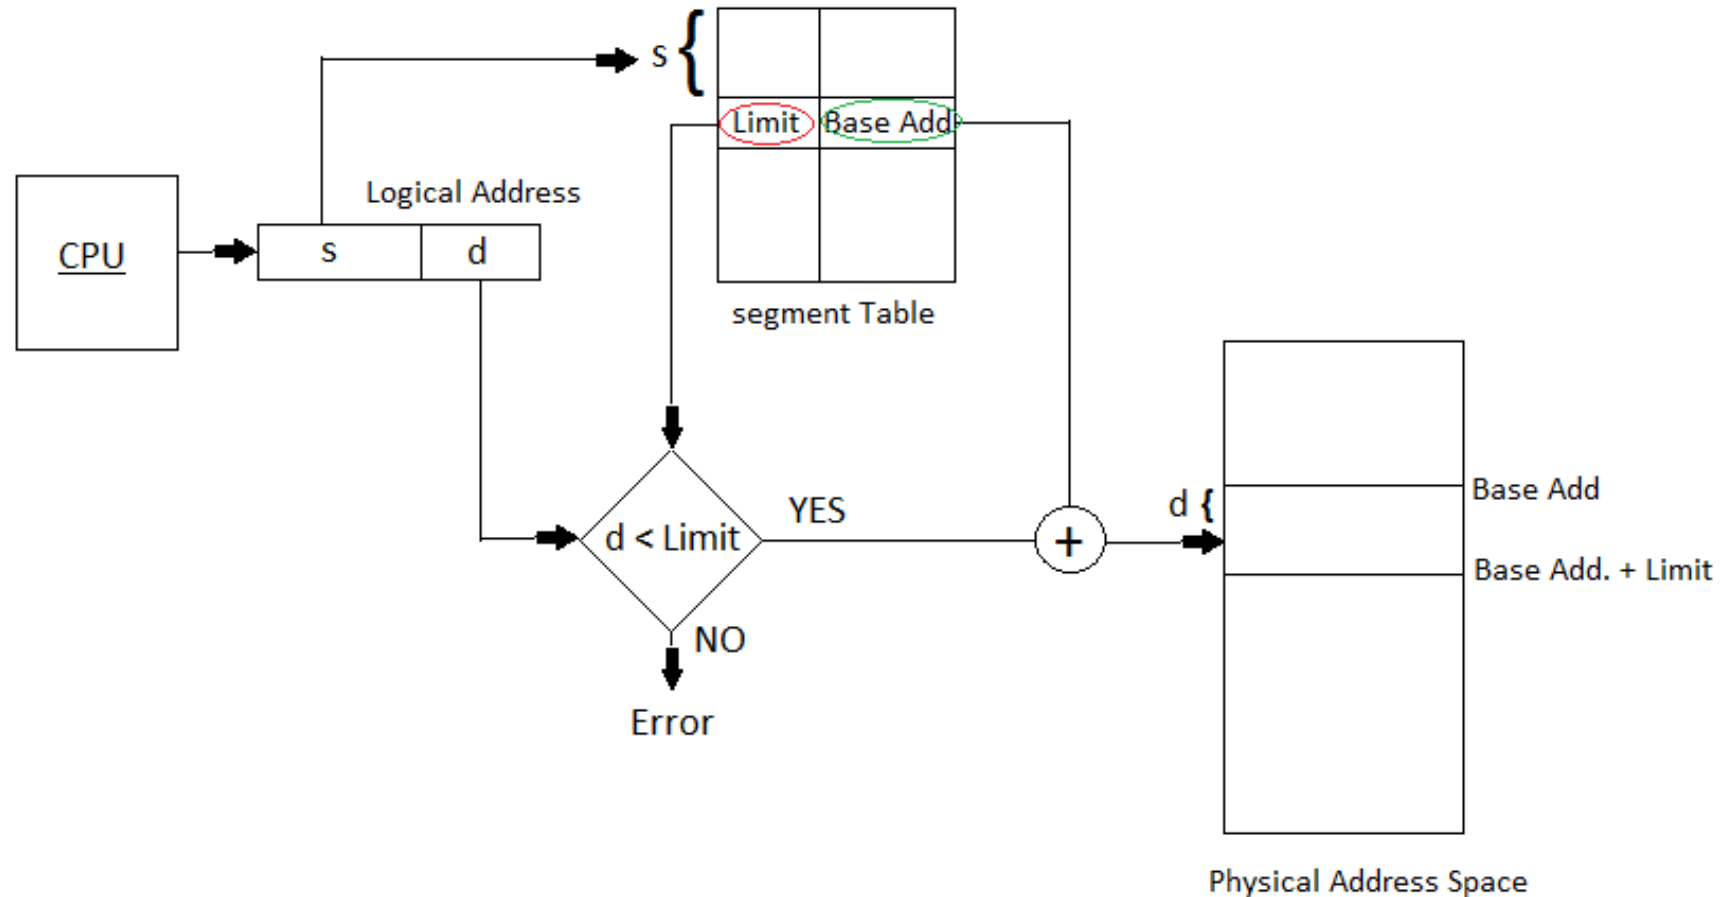 s {
Limit
Base Add
Logical Address
CPU
s
d
segment Table
d < Limit
YES
+
d {
Base Add
Base Add. + Limit
NO
Error
Physical Address Space